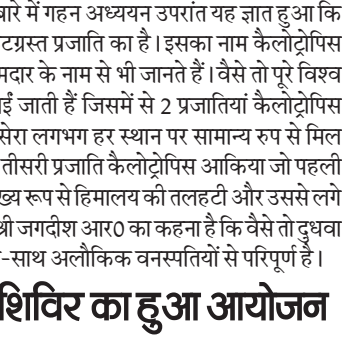 बारे में गहन अध्ययन उपरांत यह ज्ञात हुआ कि
टग्रस्त प्रजाति का है। इसका नाम कैलोट्रोपिस
मदार के नाम से भी जानते हैं। वैसे तो पूरे विश्व
ईं जाती हैं जिसमें से 2 प्रजातियां कैलोट्रोपिस
सेरा लगभग हर स्थान पर सामान्य रुप से मिल
तीसरी प्रजाति कैलोट्रोपिस आकिया जो पहली
ख्य रूप से हिमालय की तलहटी और उससे लगे
श्री जगदीश आर0 का कहना है कि वैसे तो दुधवा
-साथ अलौकिक वनस्पतियों से परिपूर्ण है।
शिविर का हुआ आयोजन